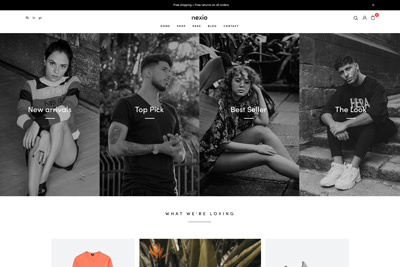 Free shipping + Free returns on all orders
nexio
HOME SHOP PAGE BLOG CONTACT
New arrivals
Top Pick
Best Seller
The Look
WHAT WE'RE LOVING